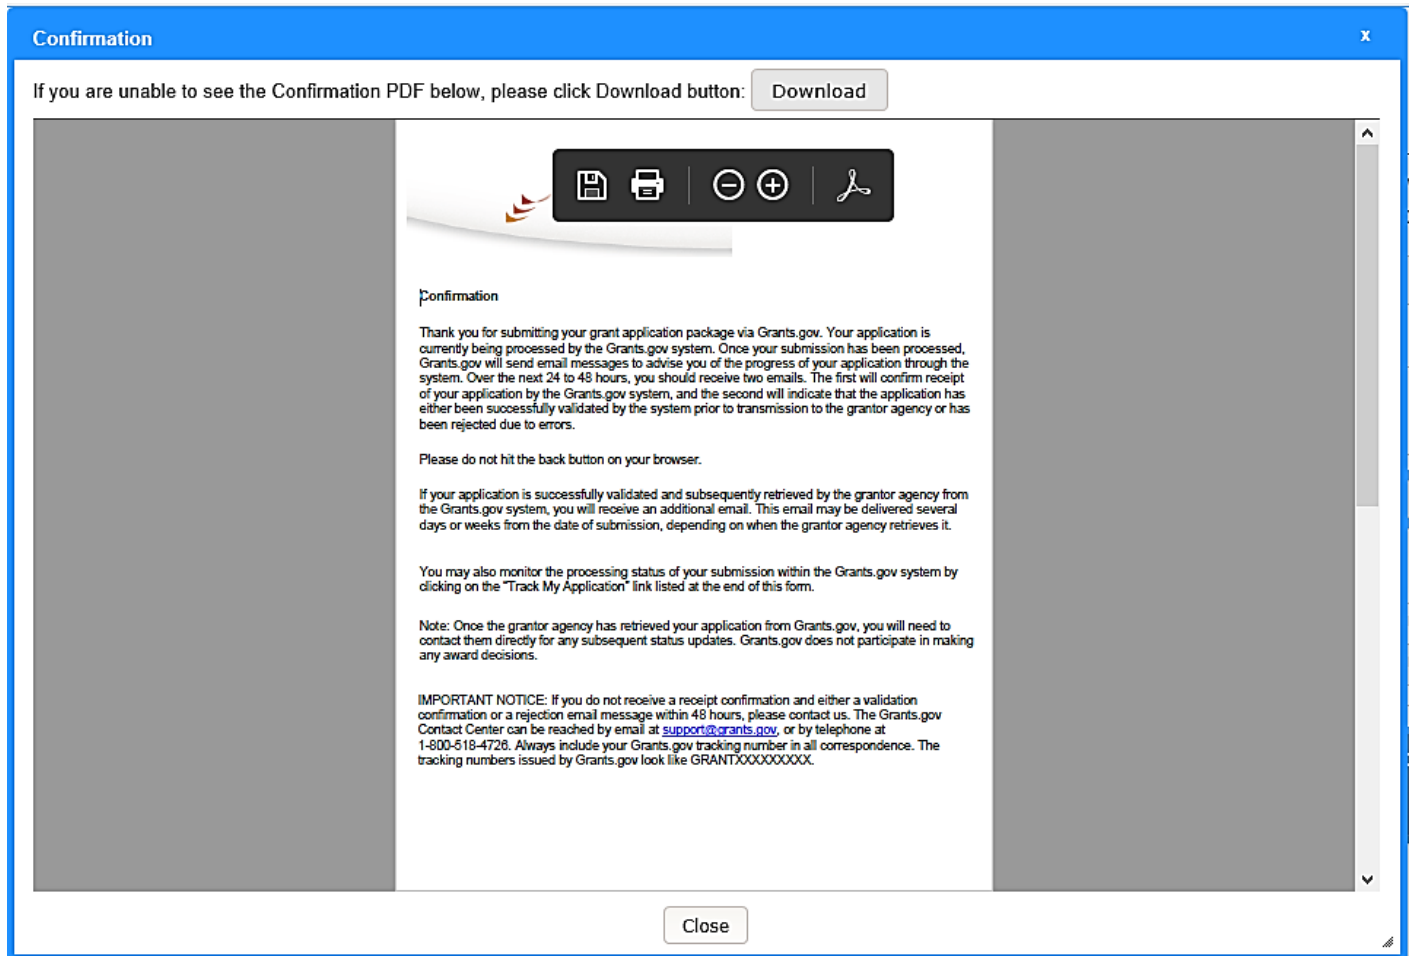 Confirmation
x
If you are unable to see the Confirmation PDF below, please click Download button: Download
Confirmation
Thank you for submitting your grant application package via Grants.gov. Your application is
currently being processed by the Grants.gov system. Once your submission has been processed,
Grants.gov will send email messages to advise you of the progress of your application through the
system. Over the next 24 to 48 hours, you should receive two emails. The first will confirm receipt
of your application by the Grants.gov system, and the second will indicate that the application has
either been successfully validated by the system prior to transmission to the grantor agency or has
been rejected due to errors.
Please do not hit the back button on your browser.
If your application is successfully validated and subsequently retrieved by the grantor agency from
the Grants.gov system, you will receive an additional email. This email may be delivered several
days or weeks from the date of submission, depending on when the grantor agency retrieves it.
You may also monitor the processing status of your submission within the Grants.gov system by
clicking on the "Track My Application" link listed at the end of this form.
Note: Once the grantor agency has retrieved your application from Grants.gov, you will need to
contact them directly for any subsequent status updates. Grants.gov does not participate in making
any award decisions.
IMPORTANT NOTICE: If you do not receive a receipt confirmation and either a validation
confirmation or a rejection email message within 48 hours, please contact us. The Grants.gov
Contact Center can be reached by email at support@grants.gov, or by telephone at
1-800-518-4726. Always include your Grants.gov tracking number in all correspondence. The
tracking numbers issued by Grants.gov look like GRANTXXXXXXXXX.
Close